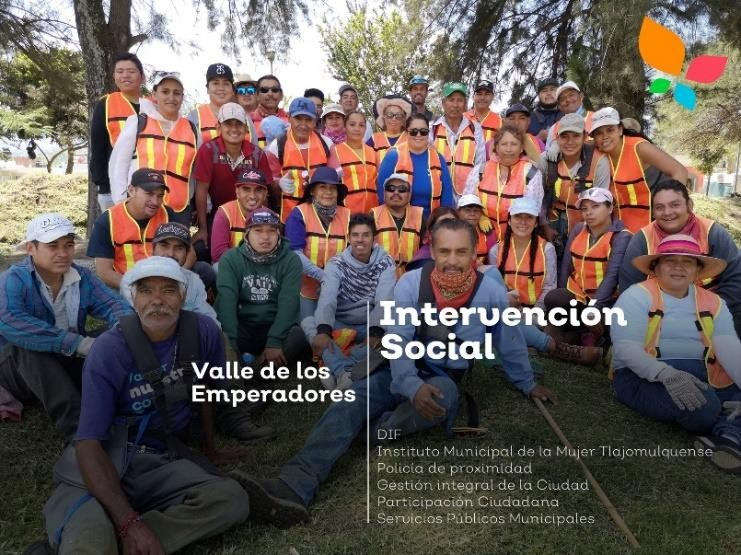 Valle de los
Emperadores
Intervención
Social
DIF
Instituto Municipal de la Mujer Tlajomulquense
Policía de proximidad
Gestión integral de la Ciudad
Participación Ciudadana
Servicios Públicos Municipales